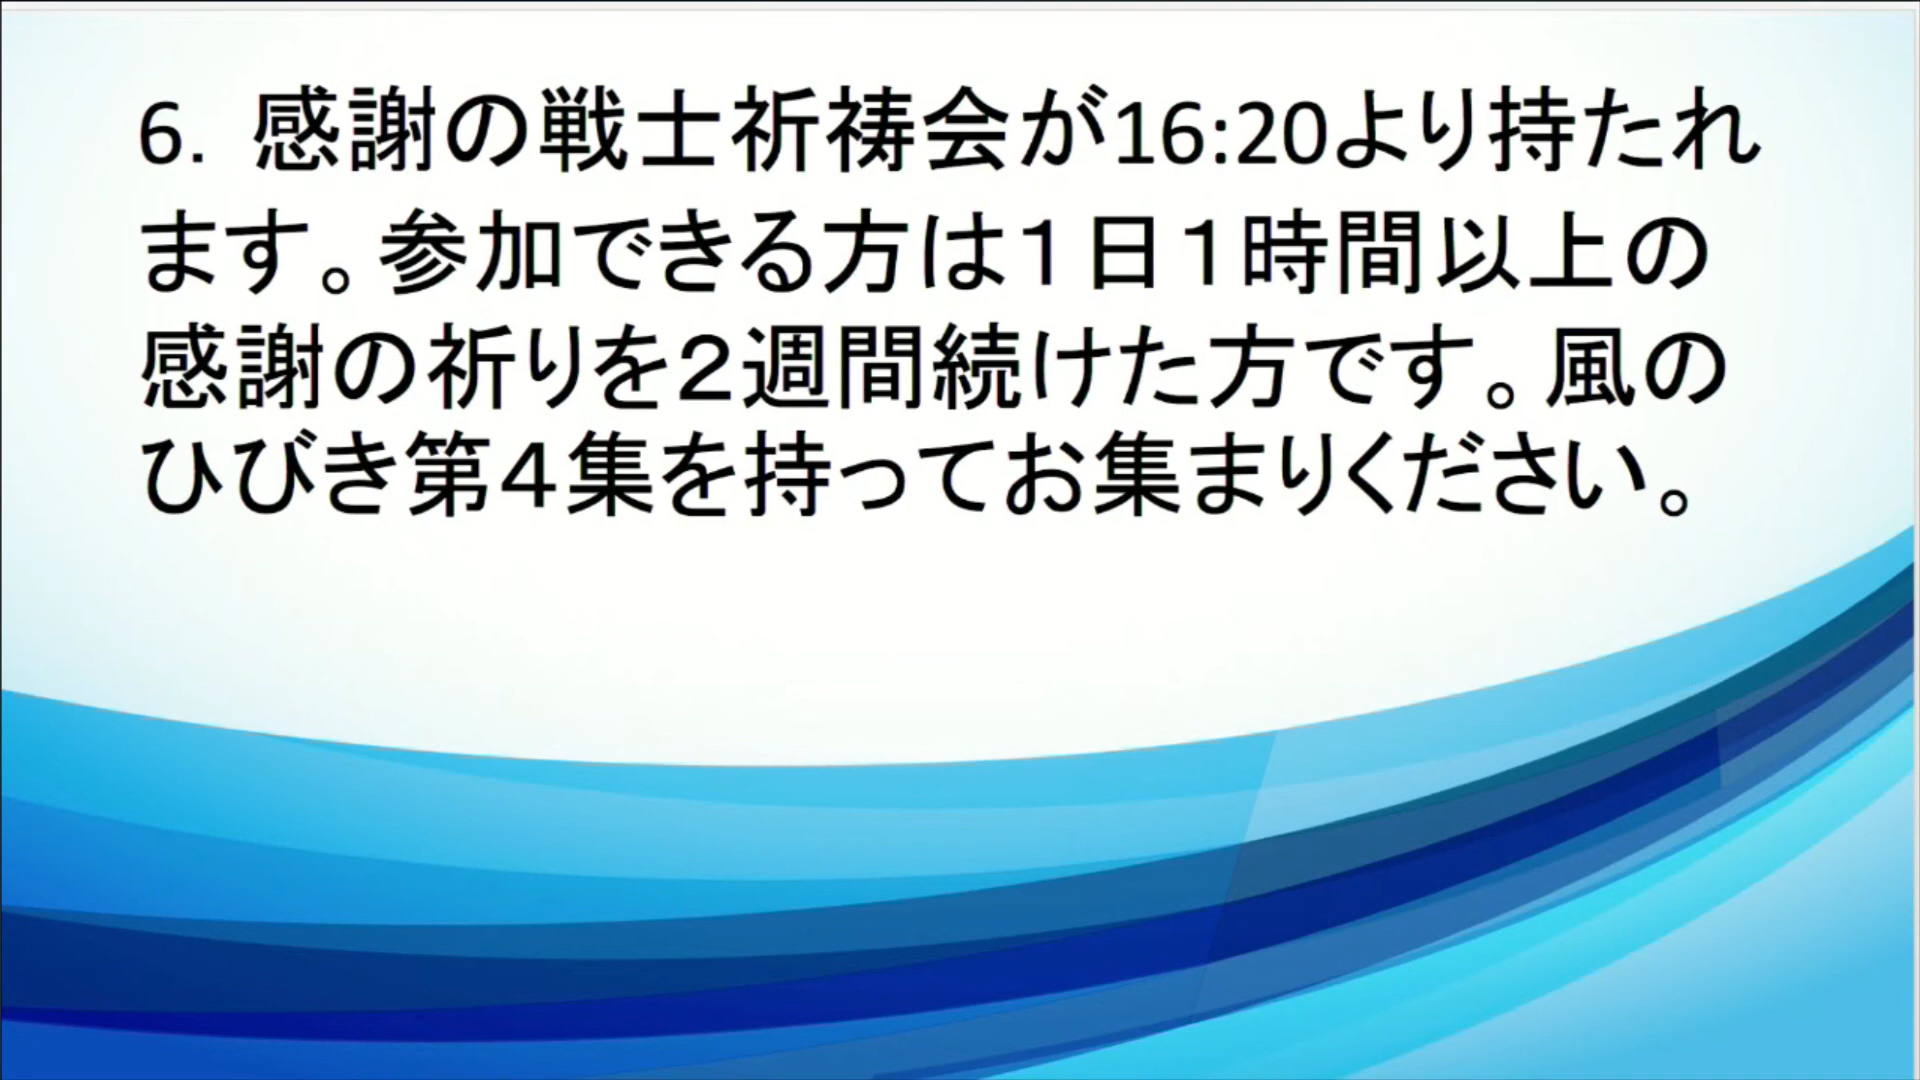 6. 感謝の戦士祈祷会が16:20より持たれ
ます。参加できる方は１日１時間以上の
感謝の祈りを２週間続けた方です。風の
ひびき第４集を持ってお集まりください。